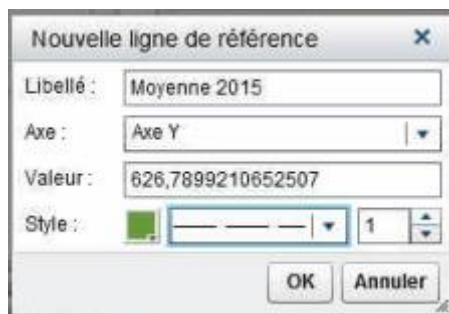 Nouvelle ligne de référence
Libellé : Moyenne 2015
Axe : Axe Y
Valeur : 626,7899210652507
Style : 1
OK Annuler